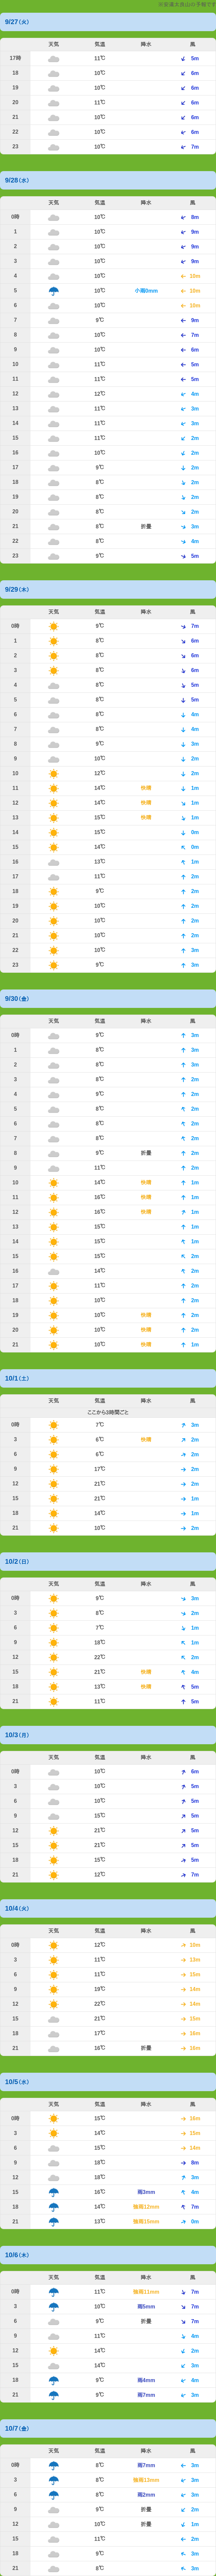 ※安達太良山の予報です
9/27(火)
天気 気温 降水 風
17時 11℃ 5m
18 10℃ 6m
19 10℃ 6m
20 11℃ 6m
21 10℃ 6m
22 10℃ 6m
23 10℃ 7m
9/28(水)
天気 気温 降水 風
0時 10℃ 8m
1 10℃ 9m
2 10℃ 9m
3 10℃ 9m
4 10℃ 10m
5 10℃ 小雨0mm 10m
6 10℃ 10m
7 9℃ 9m
8 10℃ 7m
9 10℃ 6m
10 11℃ 5m
11 11℃ 5m
12 12℃ 4m
13 11℃ 3m
14 11℃ 3m
15 11℃ 2m
16 10℃ 2m
17 9℃ 2m
18 8℃ 2m
19 8℃ 2m
20 8℃ 2m
21 8℃ 折畳 3m
22 8℃ 4m
23 9℃ 5m
9/29(木)
天気 気温 降水 風
0時 9℃ 7m
1 8℃ 6m
2 8℃ 6m
3 8℃ 6m
4 8℃ 5m
5 8℃ 5m
6 8℃ 4m
7 8℃ 4m
8 9℃ 3m
9 10℃ 2m
10 12℃ 2m
11 14℃ 快晴 1m
12 14℃ 快晴 1m
13 15℃ 快晴 1m
14 15℃ 0m
15 14℃ 0m
16 13℃ 1m
17 11℃ 2m
18 9℃ 2m
19 10℃ 2m
20 10℃ 2m
21 10℃ 2m
22 10℃ 3m
23 9℃ 3m
9/30(金)
天気 気温 降水 風
0時 9℃ 3m
1 8℃ 3m
2 8℃ 3m
3 8℃ 2m
4 9℃ 2m
5 8℃ 2m
6 8℃ 2m
7 8℃ 2m
8 9℃ 折畳 2m
9 11℃ 2m
10 14℃ 快晴 1m
11 16℃ 快晴 1m
12 16℃ 快晴 1m
13 15℃ 1m
14 15℃ 1m
15 15℃ 2m
16 14℃ 2m
17 11℃ 2m
18 10℃ 2m
19 10℃ 快晴 2m
20 10℃ 快晴 2m
21 10℃ 快晴 1m
10/1(土)
天気 気温 降水 風
ここから3時間ごと
0時 7℃ 3m
3 6℃ 快晴 2m
6 6℃ 2m
9 17℃ 2m
12 21℃ 2m
15 21℃ 1m
18 14℃ 1m
21 10℃ 2m
10/2(日)
天気 気温 降水 風
0時 9℃ 3m
3 8℃ 2m
6 7℃ 1m
9 18℃ 1m
12 22℃ 2m
15 21℃ 快晴 4m
18 13℃ 快晴 5m
21 11℃ 5m
10/3(月)
天気 気温 降水 風
0時 10℃ 6m
3 10℃ 5m
6 10℃ 5m
9 15℃ 5m
12 21℃ 5m
15 21℃ 5m
18 15℃ 5m
21 12℃ 7m
10/4(火)
天気 気温 降水 風
0時 12℃ 10m
3 11℃ 13m
6 11℃ 15m
9 19℃ 14m
12 22℃ 14m
15 21℃ 15m
18 17℃ 16m
21 16℃ 折畳 16m
10/5(水)
天気 気温 降水 風
0時 15℃ 16m
3 14℃ 15m
6 15℃ 14m
9 18℃ 8m
12 18℃ 3m
15 16℃ 雨3mm 4m
18 14℃ 強雨12mm 7m
21 13℃ 強雨15mm 0m
10/6(木)
天気 気温 降水 風
0時 11℃ 強雨11mm 7m
3 10℃ 雨5mm 7m
6 9℃ 折畳 7m
9 11℃ 4m
12 14℃ 2m
15 14℃ 3m
18 9℃ 雨4mm 4m
21 9℃ 雨7mm 3m
10/7(金)
天気 気温 降水 風
0時 8℃ 雨7mm 3m
3 8℃ 強雨13mm 3m
6 8℃ 雨2mm 3m
9 9℃ 折畳 2m
12 10℃ 折畳 1m
15 11℃ 2m
18 9℃ 3m
21 8℃ 3m